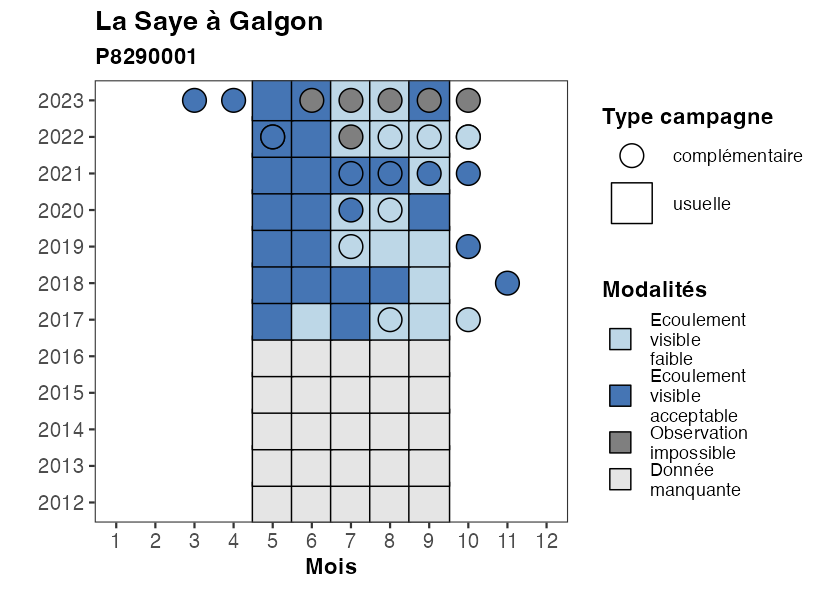 La Saye à Galgon
P8290001
2023
2022
2021
2020
2019
2018
2017
2016
2015
2014
2013
2012
1 2 3 4 5 6 7 8 9 10 11 12
Mois
Type campagne
complémentaire
usuelle
Modalités
Ecoulement
visible
faible
Ecoulement
visible
acceptable
Observation
impossible
Donnée
manquante